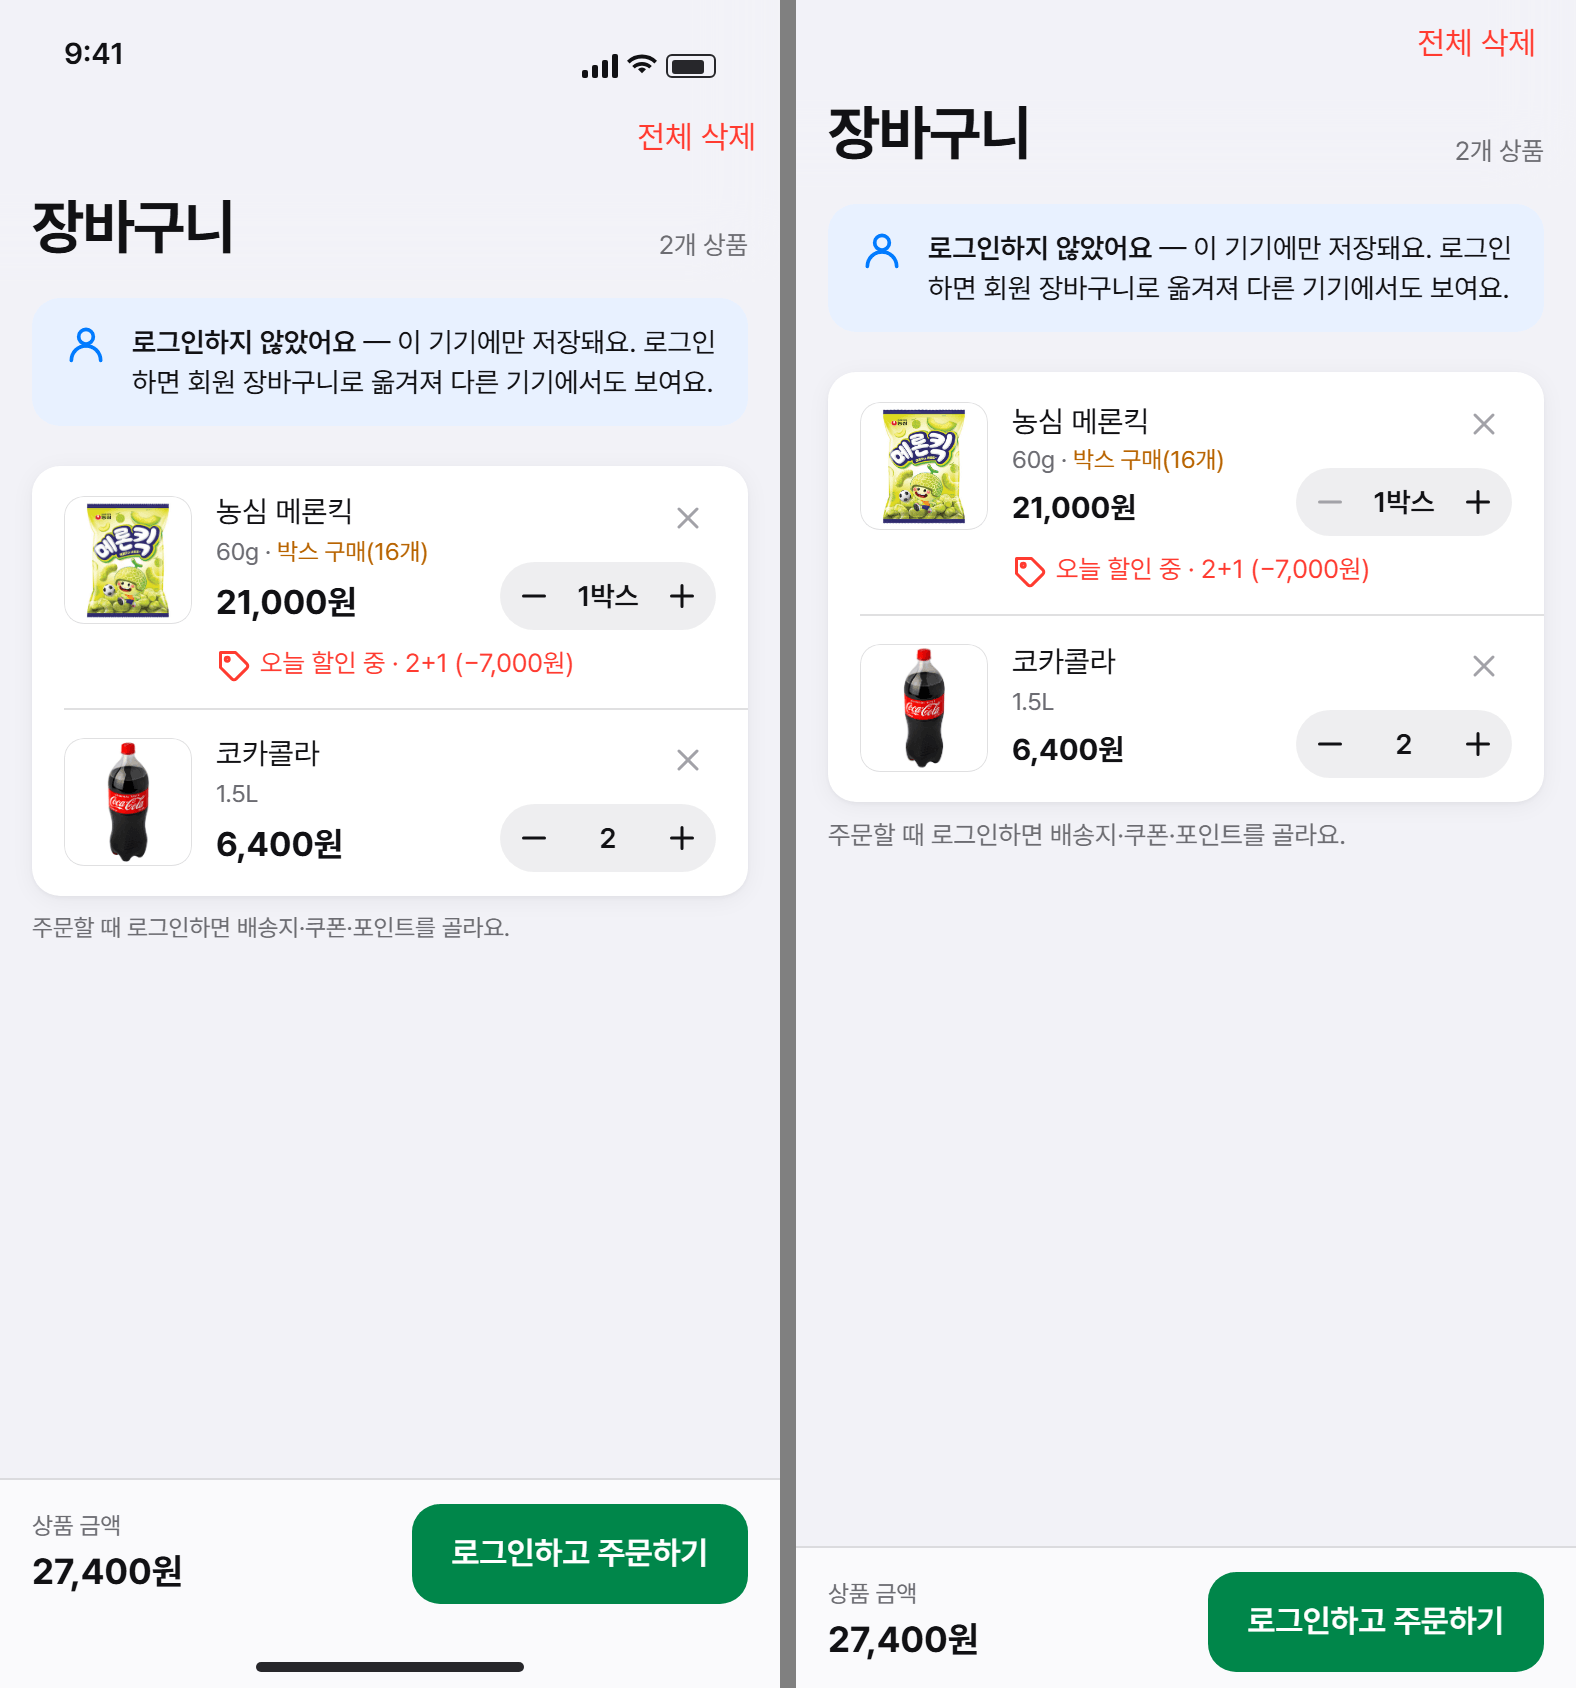 9:41
전체 삭제
장바구니
2개 상품
로그인하지 않았어요 — 이 기기에만 저장돼요. 로그인
하면 회원 장바구니로 옮겨져 다른 기기에서도 보여요.
농심
메론킥
농심 메론킥
60g · 박스 구매(16개)
21,000원
1박스
오늘 할인 중 · 2+1 (−7,000원)
Coca-Cola
코카콜라
1.5L
6,400원
2
주문할 때 로그인하면 배송지·쿠폰·포인트를 골라요.
상품 금액
27,400원
로그인하고 주문하기
전체 삭제
장바구니
2개 상품
로그인하지 않았어요 — 이 기기에만 저장돼요. 로그인
하면 회원 장바구니로 옮겨져 다른 기기에서도 보여요.
농심
메론킥
농심 메론킥
60g · 박스 구매(16개)
21,000원
1박스
오늘 할인 중 · 2+1 (−7,000원)
Coca-Cola
코카콜라
1.5L
6,400원
2
주문할 때 로그인하면 배송지·쿠폰·포인트를 골라요.
상품 금액
27,400원
로그인하고 주문하기